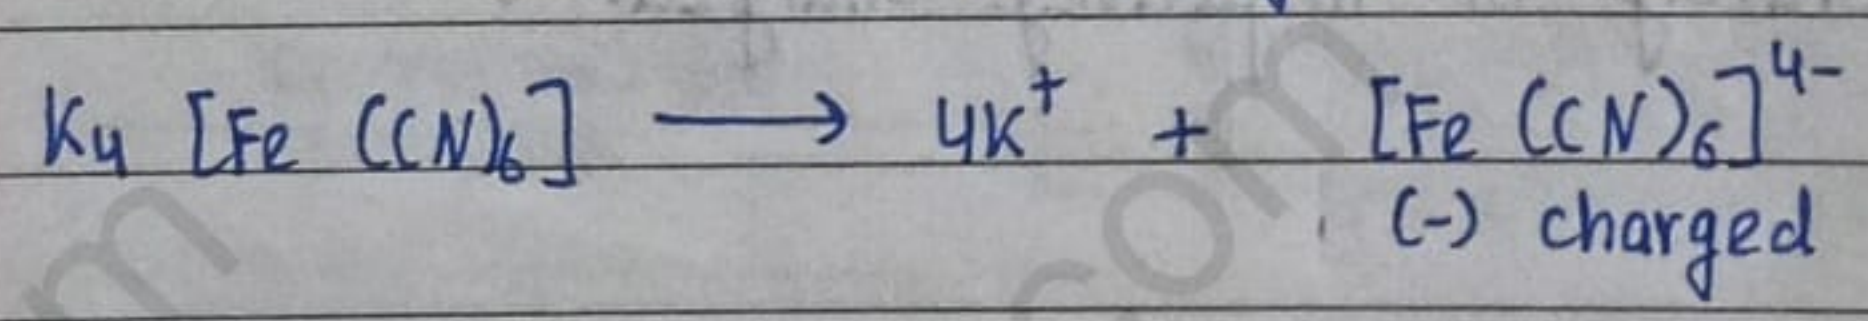 K₄ [Fe (CN)₆] ⟶ 4K⁺ + [Fe (CN)₆]⁴⁻
(-) charged